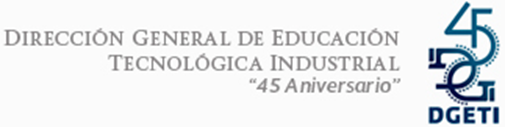 DIRECCIÓN GENERAL DE EDUCACIÓN
TECNOLÓGICA INDUSTRIAL
“45 Aniversario”
45
DGETI